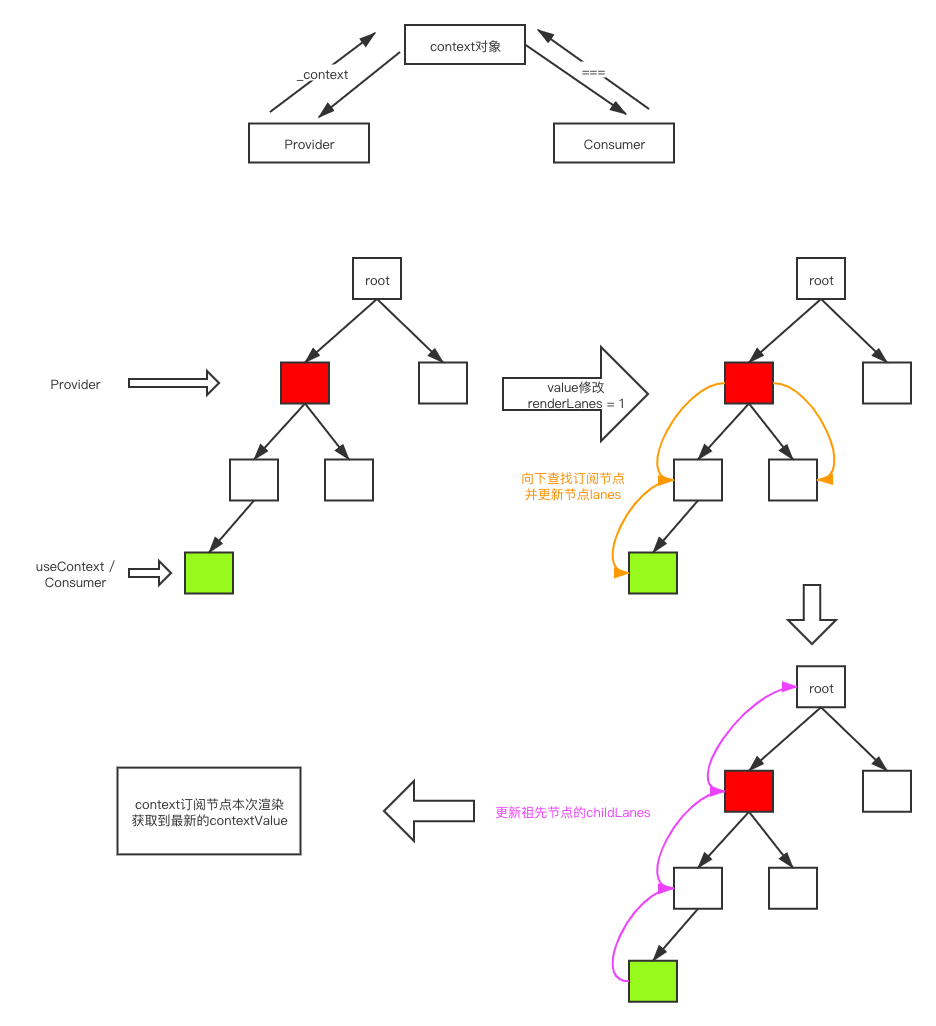 context对象
_context
===
Provider
Consumer
root
root
Provider
value修改
renderLanes = 1
向下查找订阅节点
并更新节点lanes
useContext /
Consumer
root
context订阅节点本次渲染
获取到最新的contextValue
更新祖先节点的childLanes